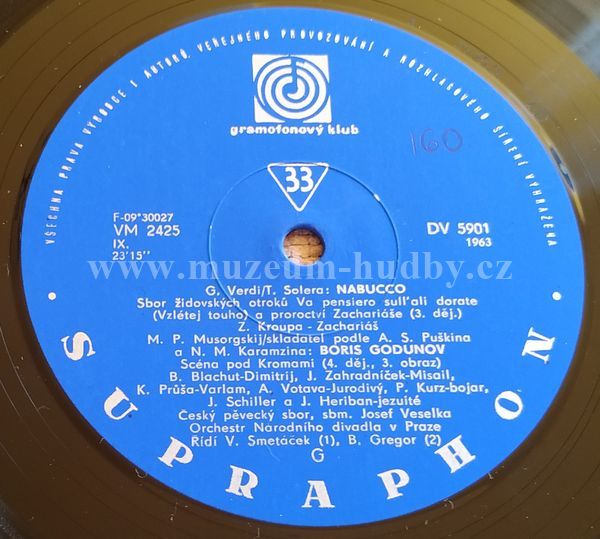 VŠECHNA PRÁVA VÝROBCE I AUTORŮ, VEŘEJNÉHO PROVOZOVÁNÍ A ROZHLASOVÉHO ŠÍŘENÍ VYHRAŽENA
gramofonový klub
160
33
F-09*30027
VM 2425
IX.
23'15''
DV 5901
1963
www.muzeum-hudby.cz
G. Verdi/T. Solera: NABUCCO
Sbor židovských otroků Va pensiero sull'ali dorate
(Vzlétej touho) a proroctví Zachariáše (3. děj.)
Z. Kroupa - Zachariáš
M. P. Musorgskij/skladatel podle A. S. Puškina
a N. M. Karamzina: BORIS GODUNOV
Scéna pod Kromami (4. děj., 3. obraz)
B. Blachut-Dimitrij, J. Zahradníček-Misail,
K. Průša-Varlam, A. Votava-Jurodivý, P. Kurz-bojar,
J. Schiller a J. Heriban-jezuité
Český pěvecký sbor, sbm. Josef Veselka
Orchestr Národního divadla v Praze
Řídí V. Smetáček (1), B. Gregor (2)
G
SUPRAPHON